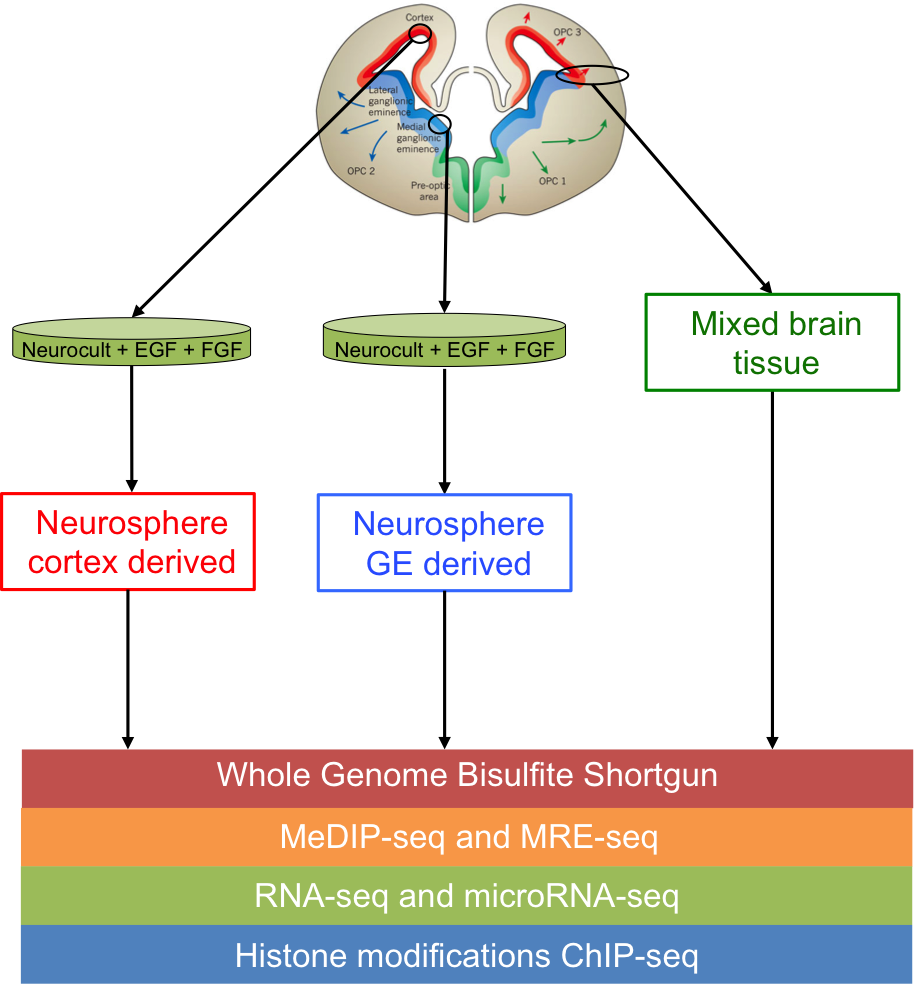 Cortex
OPC 3
Lateral
ganglionic
eminence
Medial
ganglionic
eminence
OPC 2
OPC 1
Pre-optic
area
Neurocult + EGF + FGF
Neurocult + EGF + FGF
Mixed brain
tissue
Neurosphere
cortex derived
Neurosphere
GE derived
Whole Genome Bisulfite Shortgun
MeDIP-seq and MRE-seq
RNA-seq and microRNA-seq
Histone modifications ChIP-seq